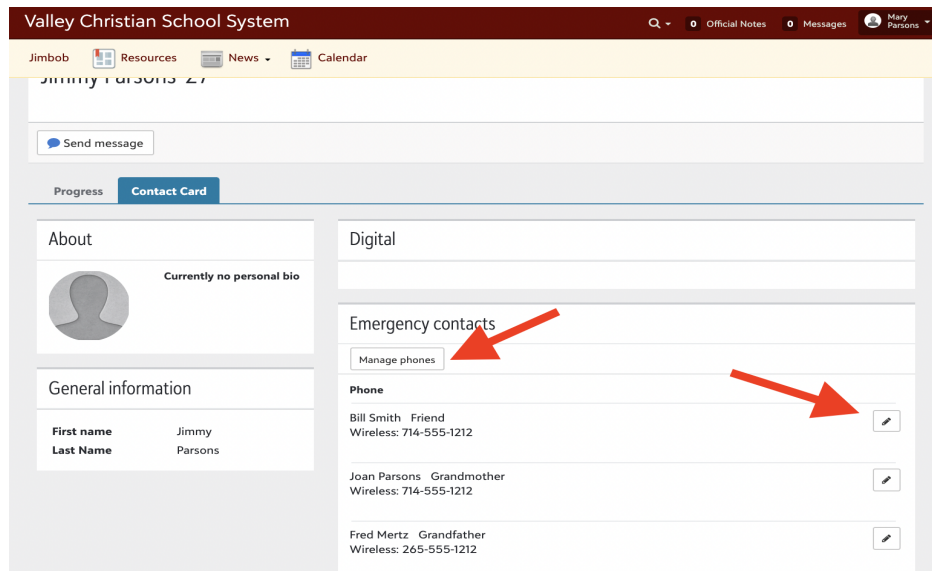 Valley Christian School System
0 Official Notes 0 Messages Mary Parsons
Jimbob Resources News Calendar
Jimmy Parsons 27
Send message
Progress Contact Card
About
Currently no personal bio
General information
First name Jimmy
Last Name Parsons
Digital
Emergency contacts
Manage phones
Phone
Bill Smith Friend
Wireless: 714-555-1212
Joan Parsons Grandmother
Wireless: 714-555-1212
Fred Mertz Grandfather
Wireless: 265-555-1212